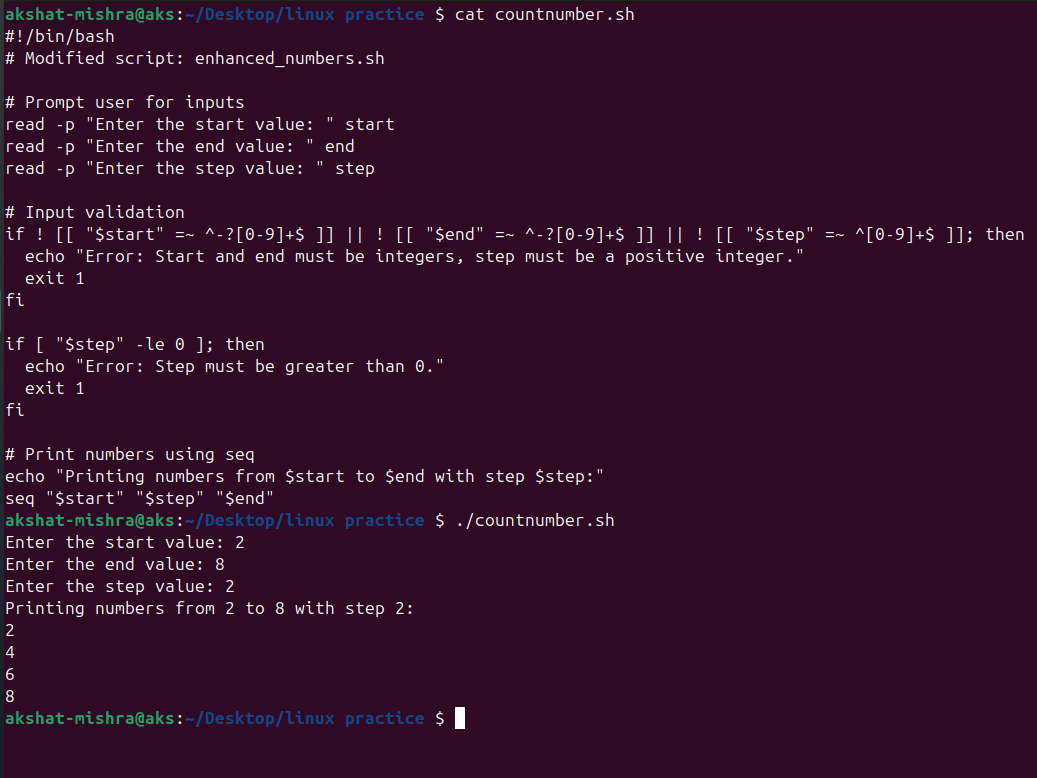 akshat-mishra@aks:~/Desktop/linux practice $ cat countnumber.sh
#!/bin/bash
# Modified script: enhanced_numbers.sh

# Prompt user for inputs
read -p "Enter the start value: " start
read -p "Enter the end value: " end
read -p "Enter the step value: " step

# Input validation
if ! [[ "$start" =~ ^-?[0-9]+$ ]] || ! [[ "$end" =~ ^-?[0-9]+$ ]] || ! [[ "$step" =~ ^[0-9]+$ ]]; then
  echo "Error: Start and end must be integers, step must be a positive integer."
  exit 1
fi

if [ "$step" -le 0 ]; then
  echo "Error: Step must be greater than 0."
  exit 1
fi

# Print numbers using seq
echo "Printing numbers from $start to $end with step $step:"
seq "$start" "$step" "$end"
akshat-mishra@aks:~/Desktop/linux practice $ ./countnumber.sh
Enter the start value: 2
Enter the end value: 8
Enter the step value: 2
Printing numbers from 2 to 8 with step 2:
2
4
6
8
akshat-mishra@aks:~/Desktop/linux practice $